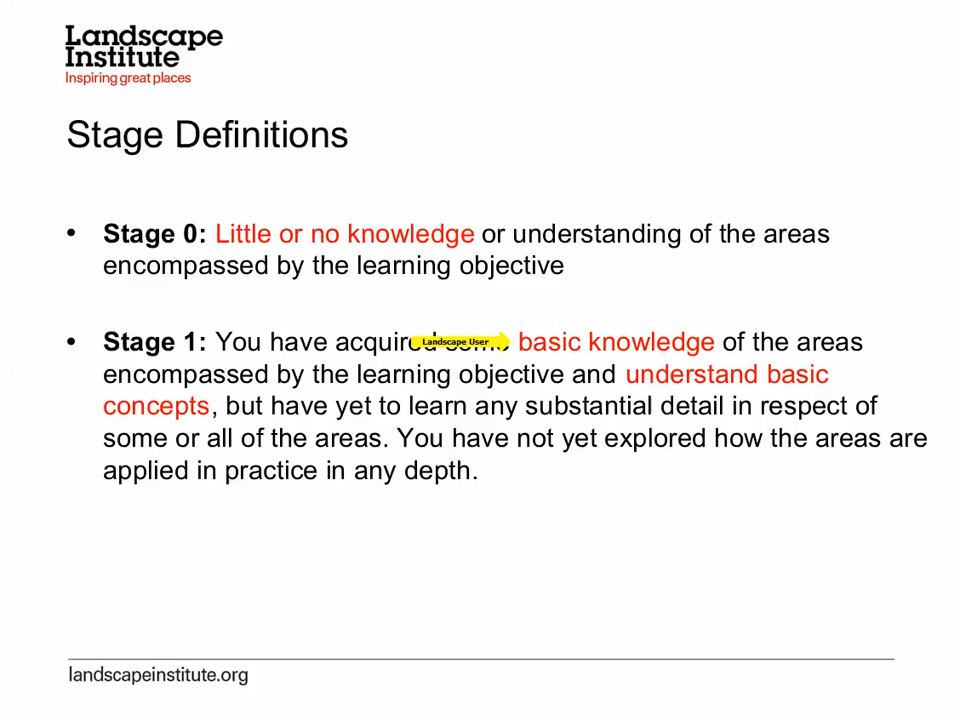 Landscape
Institute
Inspiring great places
Stage Definitions
• Stage 0: Little or no knowledge or understanding of the areas
encompassed by the learning objective
• Stage 1: You have acquired Landscape User basic knowledge of the areas
encompassed by the learning objective and understand basic
concepts, but have yet to learn any substantial detail in respect of
some or all of the areas. You have not yet explored how the areas are
applied in practice in any depth.
landscapeinstitute.org